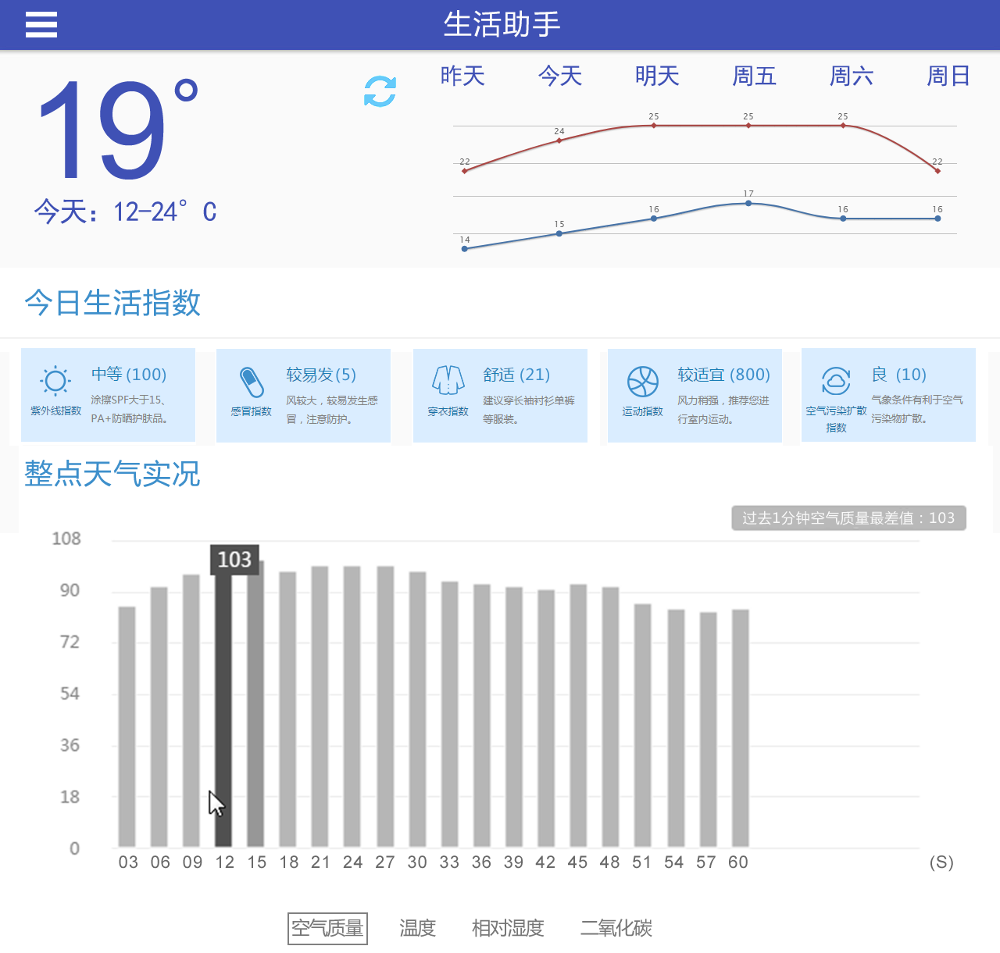 生活助手
19°
今天：12-24°C
昨天 今天 明天 周五 周六 周日
22 24 25 25 25 22
14 15 16 17 16 16
今日生活指数
中等 (100)
紫外线指数
涂擦SPF大于15、
PA+防晒护肤品。
较易发(5)
感冒指数
风较大，较易发生感
冒，注意防护。
舒适 (21)
穿衣指数
建议穿长袖衬衫单裤
等服装。
较适宜 (800)
运动指数
风力稍强，推荐您进
行室内运动。
良 (10)
空气污染扩散
指数
气象条件有利于空气
污染物扩散。
整点天气实况
过去1分钟空气质量最差值：103
108
90
72
54
36
18
0
103
03 06 09 12 15 18 21 24 27 30 33 36 39 42 45 48 51 54 57 60 (S)
空气质量 温度 相对湿度 二氧化碳